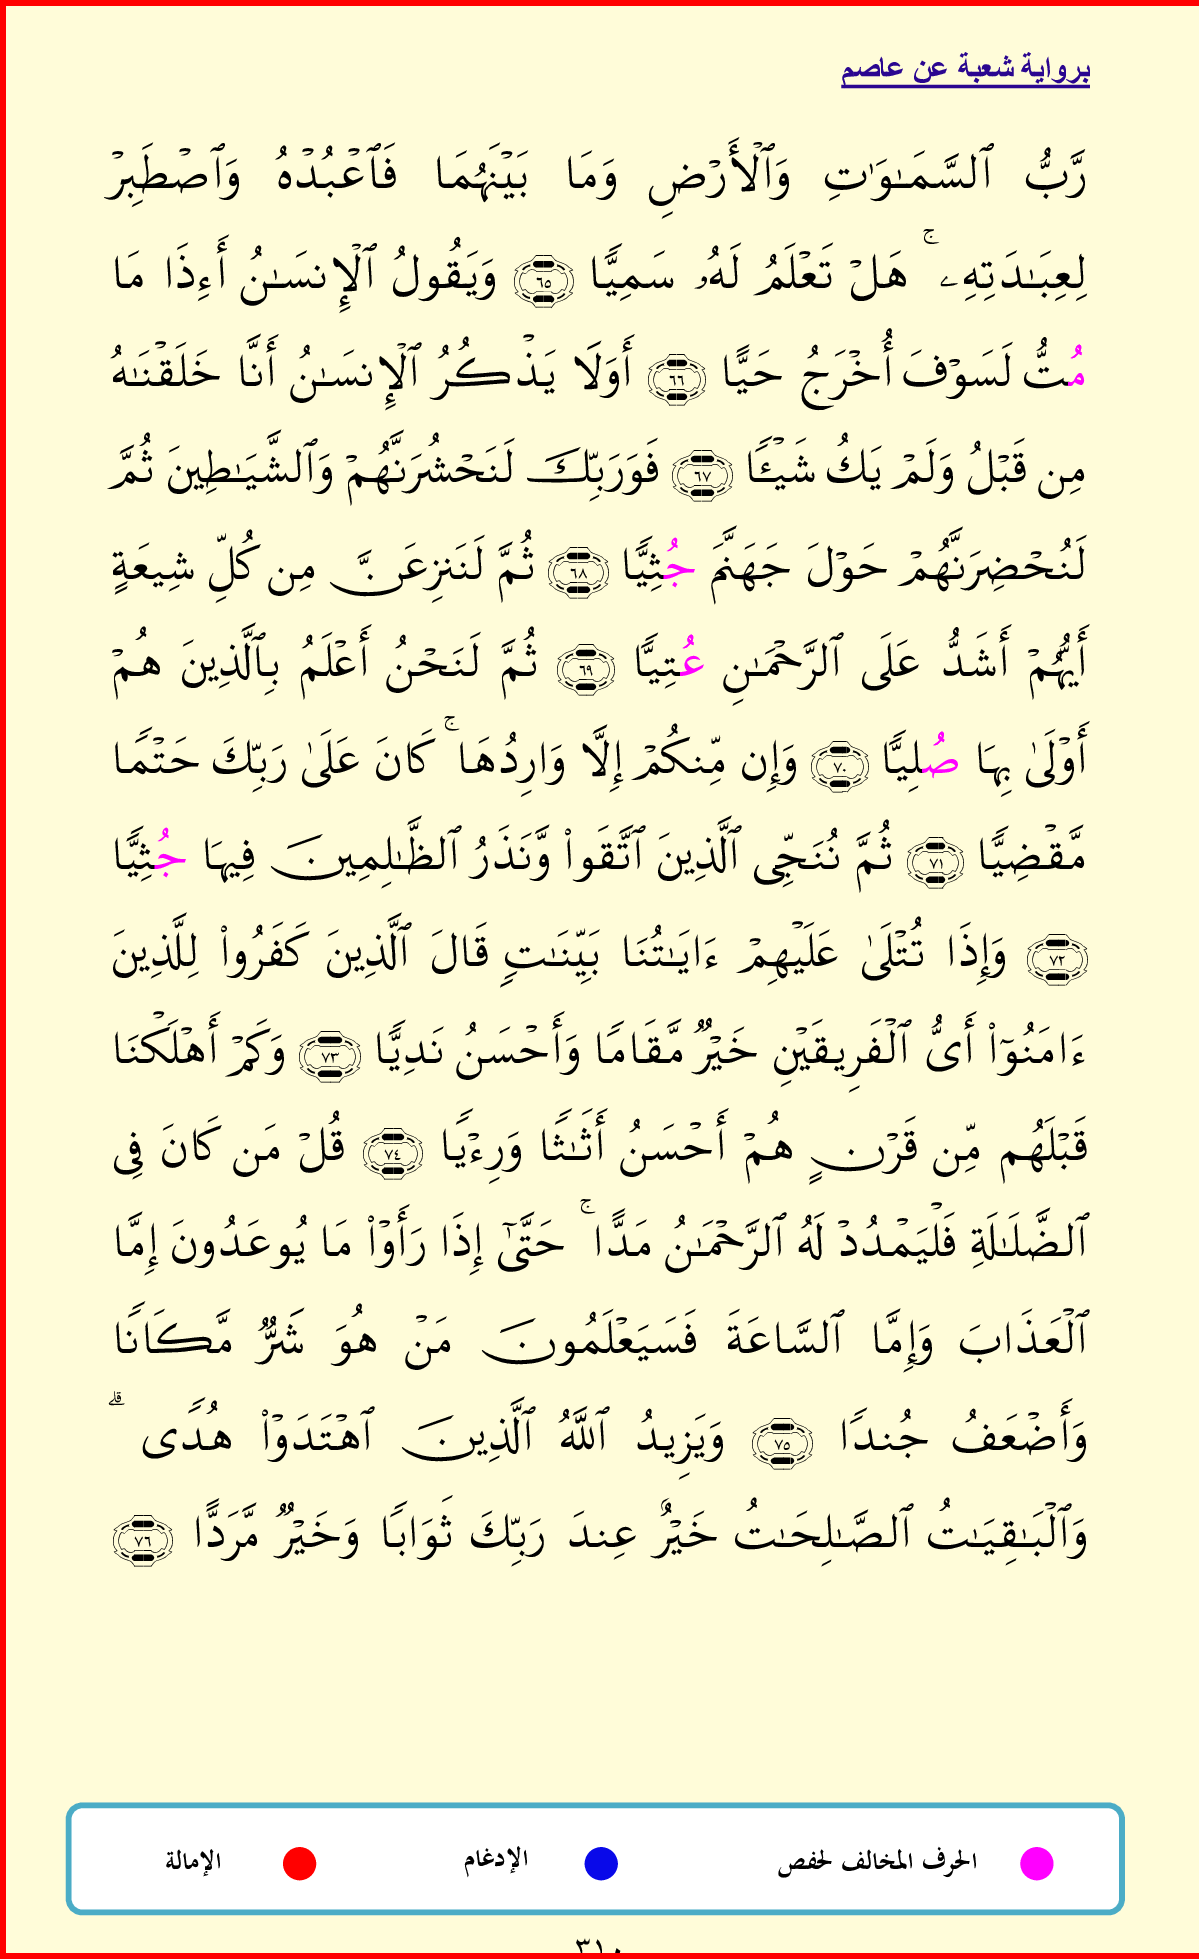 برواية شعبة عن عاصم
رَّبُّ ٱلسَّمَـٰوَٰتِ وَٱلْأَرْضِ وَمَا بَيْنَهُمَا فَٱعْبُدْهُ وَٱصْطَبِرْ
لِعِبَـٰدَتِهِۦ ۚ هَلْ تَعْلَمُ لَهُۥ سَمِيًّا ٦٥ وَيَقُولُ ٱلْإِنسَـٰنُ أَءِذَا مَا
مُتُّ لَسَوْفَ أُخْرَجُ حَيًّا ٦٦ أَوَلَا يَذْكُرُ ٱلْإِنسَـٰنُ أَنَّا خَلَقْنَـٰهُ
مِن قَبْلُ وَلَمْ يَكُ شَيْـًٔا ٦٧ فَوَرَبِّكَ لَنَحْشُرَنَّهُمْ وَٱلشَّيَـٰطِينَ ثُمَّ
لَنُحْضِرَنَّهُمْ حَوْلَ جَهَنَّمَ جُثِيًّا ٦٨ ثُمَّ لَنَنزِعَنَّ مِن كُلِّ شِيعَةٍ
أَيُّهُمْ أَشَدُّ عَلَى ٱلرَّحْمَـٰنِ عُتِيًّا ٦٩ ثُمَّ لَنَحْنُ أَعْلَمُ بِٱلَّذِينَ هُمْ
أَوْلَىٰ بِهَا صُلِيًّا ٧٠ وَإِن مِّنكُمْ إِلَّا وَارِدُهَا ۚ كَانَ عَلَىٰ رَبِّكَ حَتْمًا
مَّقْضِيًّا ٧١ ثُمَّ نُنَجِّى ٱلَّذِينَ ٱتَّقَوا۟ وَّنَذَرُ ٱلظَّـٰلِمِينَ فِيهَا جُثِيًّا
٧٢ وَإِذَا تُتْلَىٰ عَلَيْهِمْ ءَايَـٰتُنَا بَيِّنَـٰتٍ قَالَ ٱلَّذِينَ كَفَرُوا۟ لِلَّذِينَ
ءَامَنُوٓا۟ أَىُّ ٱلْفَرِيقَيْنِ خَيْرٌ مَّقَامًا وَأَحْسَنُ نَدِيًّا ٧٣ وَكَمْ أَهْلَكْنَا
قَبْلَهُم مِّن قَرْنٍ هُمْ أَحْسَنُ أَثَـٰثًا وَرِءْيًا ٧٤ قُلْ مَن كَانَ فِى
ٱلضَّلَـٰلَةِ فَلْيَمْدُدْ لَهُ ٱلرَّحْمَـٰنُ مَدًّا ۚ حَتَّىٰٓ إِذَا رَأَوْا۟ مَا يُوعَدُونَ إِمَّا
ٱلْعَذَابَ وَإِمَّا ٱلسَّاعَةَ فَسَيَعْلَمُونَ مَنْ هُوَ شَرٌّ مَّكَانًا
وَأَضْعَفُ جُندًا ٧٥ وَيَزِيدُ ٱللَّهُ ٱلَّذِينَ ٱهْتَدَوْا۟ هُدًى ۗ
وَٱلْبَـٰقِيَـٰتُ ٱلصَّـٰلِحَـٰتُ خَيْرٌ عِندَ رَبِّكَ ثَوَابًا وَخَيْرٌ مَّرَدًّا ٧٦
الحرف المخالف لحفص الإدغام الإمالة
٣١٠